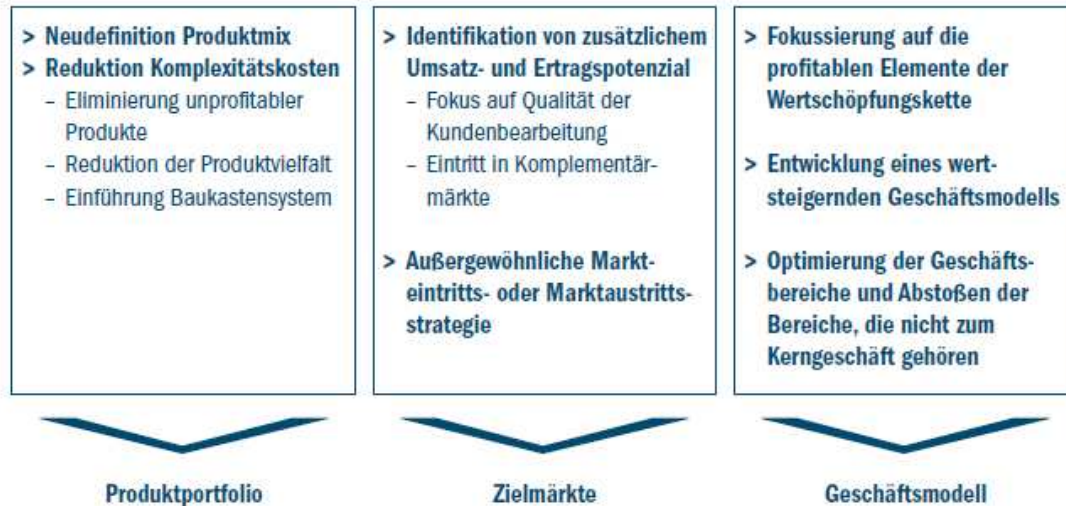 > Neudefinition Produktmix
> Reduktion Komplexitätskosten
– Eliminierung unprofitabler
Produkte
– Reduktion der Produktvielfalt
– Einführung Baukastensystem
> Identifikation von zusätzlichem
Umsatz- und Ertragspotenzial
– Fokus auf Qualität der
Kundenbearbeitung
– Eintritt in Komplementär-
märkte
> Außergewöhnliche Markt-
eintritts- oder Marktaustritts-
strategie
> Fokussierung auf die
profitablen Elemente der
Wertschöpfungskette
> Entwicklung eines wert-
steigernden Geschäftsmodells
> Optimierung der Geschäfts-
bereiche und Abstoßen der
Bereiche, die nicht zum
Kerngeschäft gehören
Produktportfolio
Zielmärkte
Geschäftsmodell